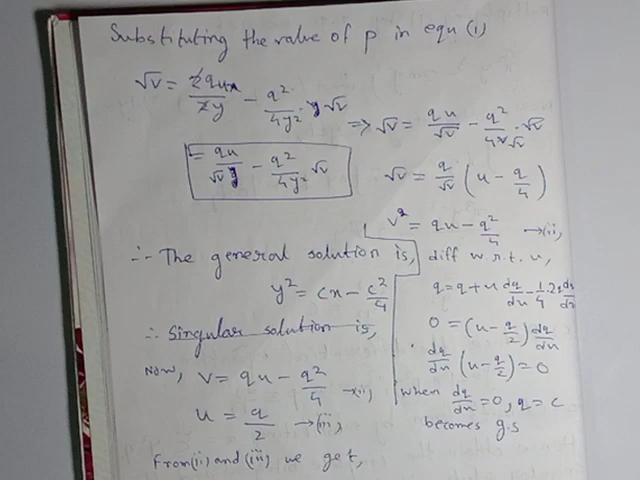 Substituting the value of p in equ (i)
√v = 2qux/2y - q²/4y² · y√v
= qu/√v y - q²/4y² √v
⇒ √v = qu/√v - q²/4v√v · √v
√v = q/√v (u - q/4)
v² = qu - q²/4 → (ii),
∴ The general solution is,
y² = cx - c²/4
∴ Singular solution is,
Now, v = qu - q²/4 → (ii),
u = q/2 → (iii),
From (ii) and (iii) we get,
diff w.r.t. u,
q = q + u dq/du - 1/4 2q dq/du
0 = (u - q/2) dq/du
dq/du (u - q/2) = 0
when dq/du = 0, q = c
becomes g.s